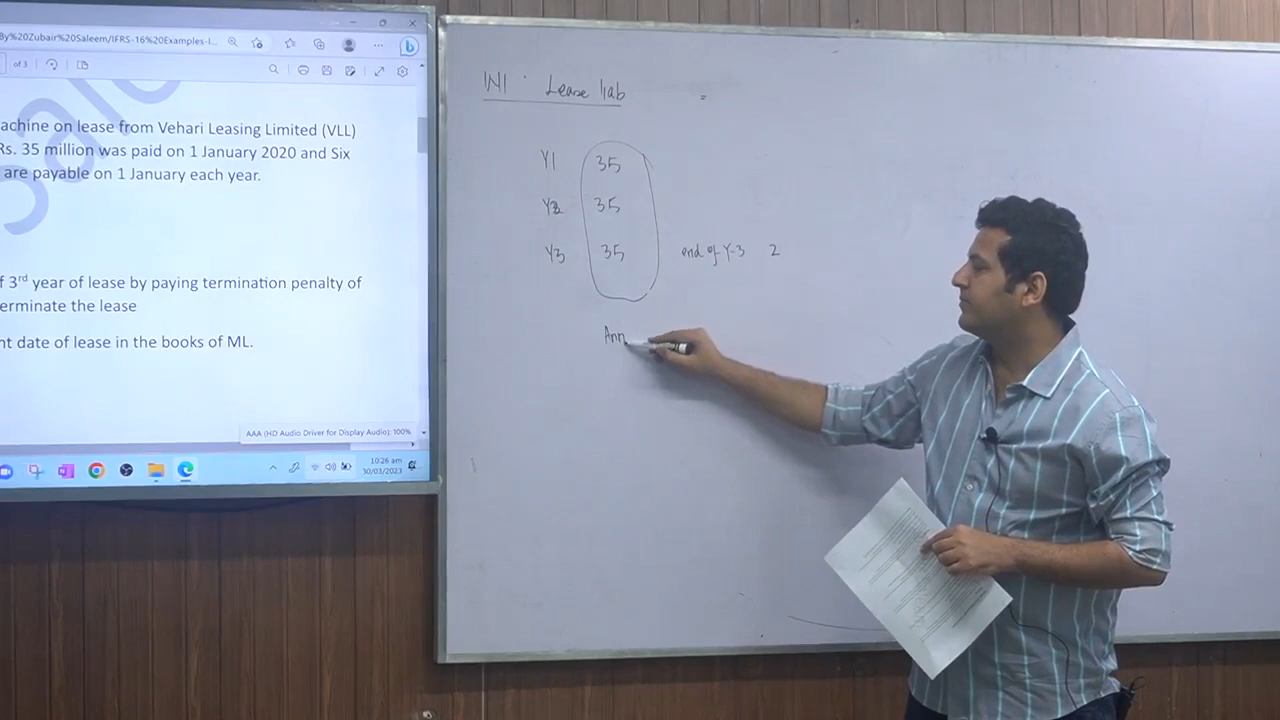 By%20Zubair%20Saleem/IFRS-16%20Examples-I...
of 3
achine on lease from Vehari Leasing Limited (VLL)
Rs. 35 million was paid on 1 January 2020 and Six
are payable on 1 January each year.
f 3rd year of lease by paying termination penalty of
erminate the lease
nt date of lease in the books of ML.
AAA (HD Audio Driver for Display Audio): 100%
10:26 am
30/03/2023
W1 Lease liab =
Y1 35
Y2 35
Y3 35 end of Y-3 2
Ann